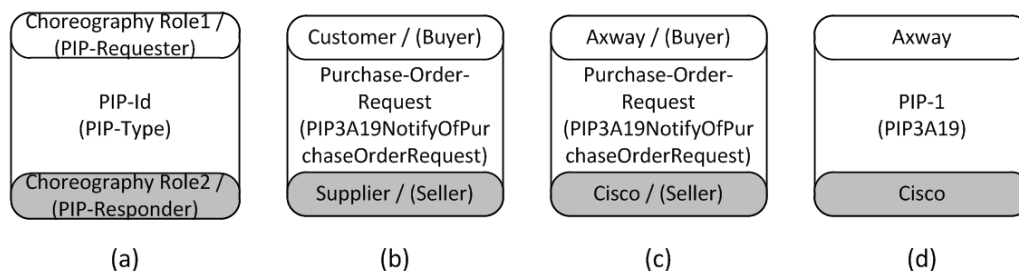 Choreography Role1 /
(PIP-Requester)
PIP-Id
(PIP-Type)
Choreography Role2 /
(PIP-Responder)
(a)
Customer / (Buyer)
Purchase-Order-
Request
(PIP3A19NotifyOfPur
chaseOrderRequest)
Supplier / (Seller)
(b)
Axway / (Buyer)
Purchase-Order-
Request
(PIP3A19NotifyOfPur
chaseOrderRequest)
Cisco / (Seller)
(c)
Axway
PIP-1
(PIP3A19)
Cisco
(d)